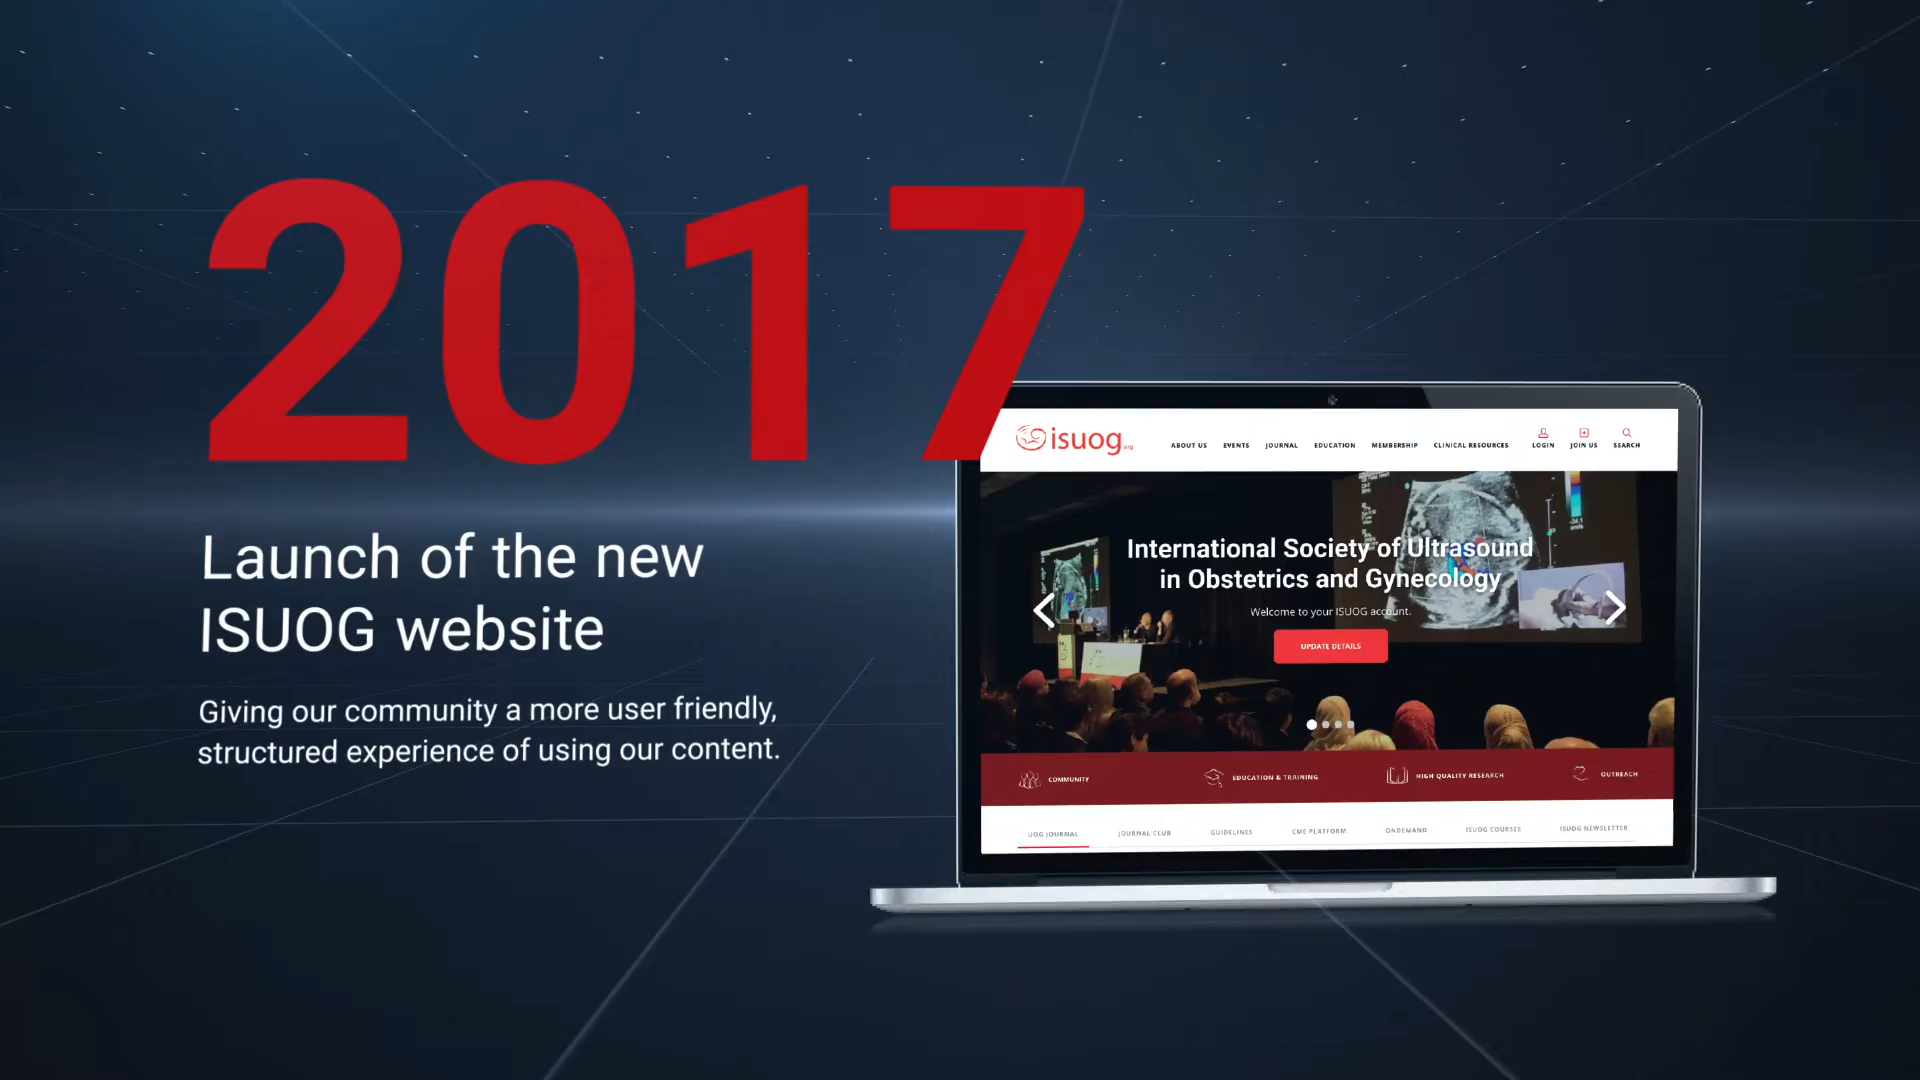 2017
Launch of the new
ISUOG website
Giving our community a more user friendly,
structured experience of using our content.
isuog.org
ABOUT US EVENTS JOURNAL EDUCATION MEMBERSHIP CLINICAL RESOURCES LOGIN JOIN US SEARCH
International Society of Ultrasound
in Obstetrics and Gynecology
Welcome to your ISUOG account.
UPDATE DETAILS
COMMUNITY EDUCATION & TRAINING HIGH QUALITY RESEARCH OUTREACH
UOG JOURNAL JOURNAL CLUB GUIDELINES CME PLATFORM ONDEMAND ISUOG COURSES ISUOG NEWSLETTER